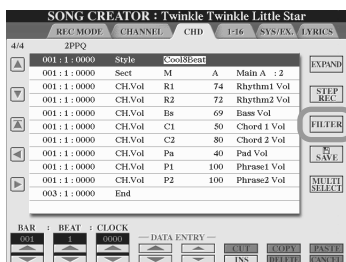 SONG CREATOR : Twinkle Twinkle Little Star
REC MODE CHANNEL CHD 1-16 SYS/EX. LYRICS
4/4 2PPQ
001 : 1 : 0000 Style Cool8Beat
EXPAND
001 : 1 : 0000 Sect M A Main A : 2
001 : 1 : 0000 CH.Vol R1 74 Rhythm1 Vol
STEP REC
001 : 1 : 0000 CH.Vol R2 72 Rhythm2 Vol
001 : 1 : 0000 CH.Vol Bs 69 Bass Vol
001 : 1 : 0000 CH.Vol C1 50 Chord 1 Vol
FILTER
001 : 1 : 0000 CH.Vol C2 80 Chord 2 Vol
001 : 1 : 0000 CH.Vol Pa 40 Pad Vol
SAVE
001 : 1 : 0000 CH.Vol P1 100 Phrase1 Vol
001 : 1 : 0000 CH.Vol P2 100 Phrase2 Vol
MULTI SELECT
003 : 1 : 0000 End
BAR : BEAT : CLOCK
001 1 0000 DATA ENTRY
CUT COPY PASTE
INS DELETE CANCEL